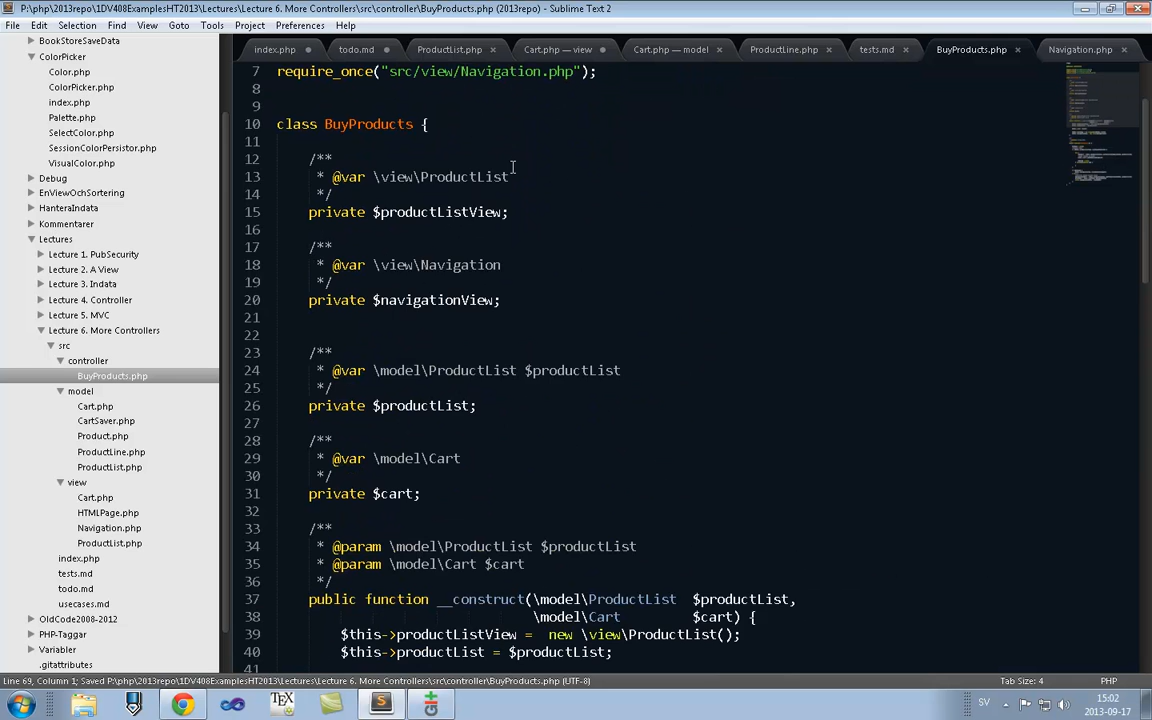 P:\php\2013repo\1DV408ExamplesHT2013\Lectures\Lecture 6. More Controllers\src\controller\BuyProducts.php (2013repo) - Sublime Text 2
File Edit Selection Find View Goto Tools Project Preferences Help
index.php todo.md ProductList.php Cart.php — view Cart.php — model ProductLine.php tests.md BuyProducts.php Navigation.php
BookStoreSaveData
ColorPicker
Color.php
ColorPicker.php
index.php
Palette.php
SelectColor.php
SessionColorPersistor.php
VisualColor.php
Debug
EnViewOchSortering
HanteraIndata
Kommentarer
Lectures
Lecture 1. PubSecurity
Lecture 2. A View
Lecture 3. Indata
Lecture 4. Controller
Lecture 5. MVC
Lecture 6. More Controllers
src
controller
BuyProducts.php
model
Cart.php
CartSaver.php
Product.php
ProductLine.php
ProductList.php
view
Cart.php
HTMLPage.php
Navigation.php
ProductList.php
index.php
tests.md
todo.md
usecases.md
OldCode2008-2012
PHP-Taggar
Variabler
.gitattributes
7 require_once("src/view/Navigation.php");
8
9
10 class BuyProducts {
11
12 /**
13 * @var \view\ProductList
14 */
15 private $productListView;
16
17 /**
18 * @var \view\Navigation
19 */
20 private $navigationView;
21
22
23 /**
24 * @var \model\ProductList $productList
25 */
26 private $productList;
27
28 /**
29 * @var \model\Cart
30 */
31 private $cart;
32
33 /**
34 * @param \model\ProductList $productList
35 * @param \model\Cart $cart
36 */
37 public function __construct(\model\ProductList $productList,
38 \model\Cart $cart) {
39 $this->productListView = new \view\ProductList();
40 $this->productList = $productList;
41
Line 69, Column 1; Saved P:\php\2013repo\1DV408ExamplesHT2013\Lectures\Lecture 6. More Controllers\src\controller\BuyProducts.php (UTF-8) Tab Size: 4 PHP
SV 15:02
2013-09-17